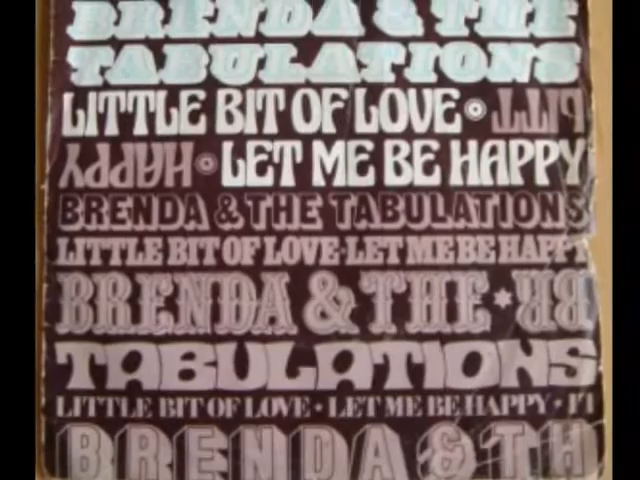 BRENDA & THE
TABULATIONS
LITTLE BIT OF LOVE • LITT
HAPPY • LET ME BE HAPPY
BRENDA & THE TABULATIONS
LITTLE BIT OF LOVE · LET ME BE HAPPY
BRENDA & THE * BR
TABULATIONS
LITTLE BIT OF LOVE • LET ME BE HAPPY • LI
BRENDA & TH